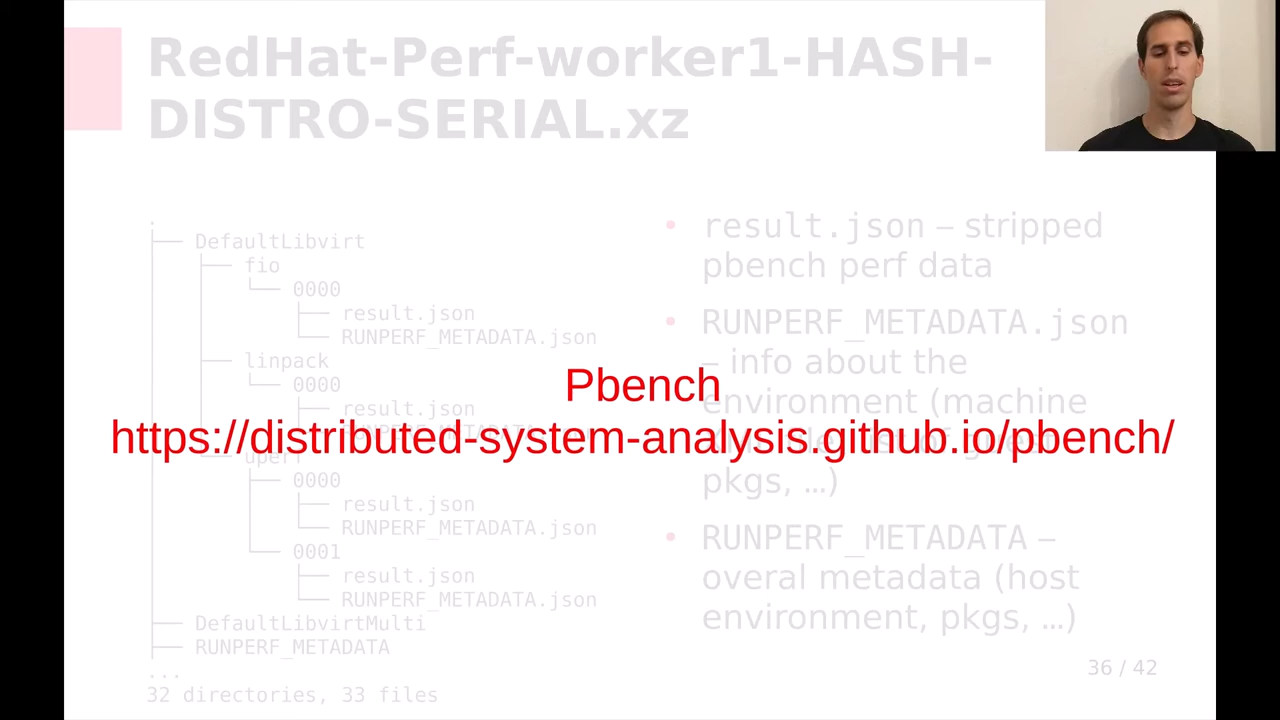 RedHat-Perf-worker1-HASH-
DISTRO-SERIAL.xz
.
├── DefaultLibvirt
│   ├── fio
│   │   └── 0000
│   │       ├── result.json
│   │       └── RUNPERF_METADATA.json
│   ├── linpack
│   │   └── 0000
│   │       ├── result.json
│   └── uperf
│       ├── 0000
│       │   ├── result.json
│       │   └── RUNPERF_METADATA.json
│       └── 0001
│           ├── result.json
│           └── RUNPERF_METADATA.json
├── DefaultLibvirtMulti
├── RUNPERF_METADATA
...
32 directories, 33 files
• result.json – stripped
pbench perf data
• RUNPERF_METADATA.json
– info about the
environment (machine
pkgs, …)
• RUNPERF_METADATA –
overal metadata (host
environment, pkgs, …)
Pbench
https://distributed-system-analysis.github.io/pbench/
36 / 42